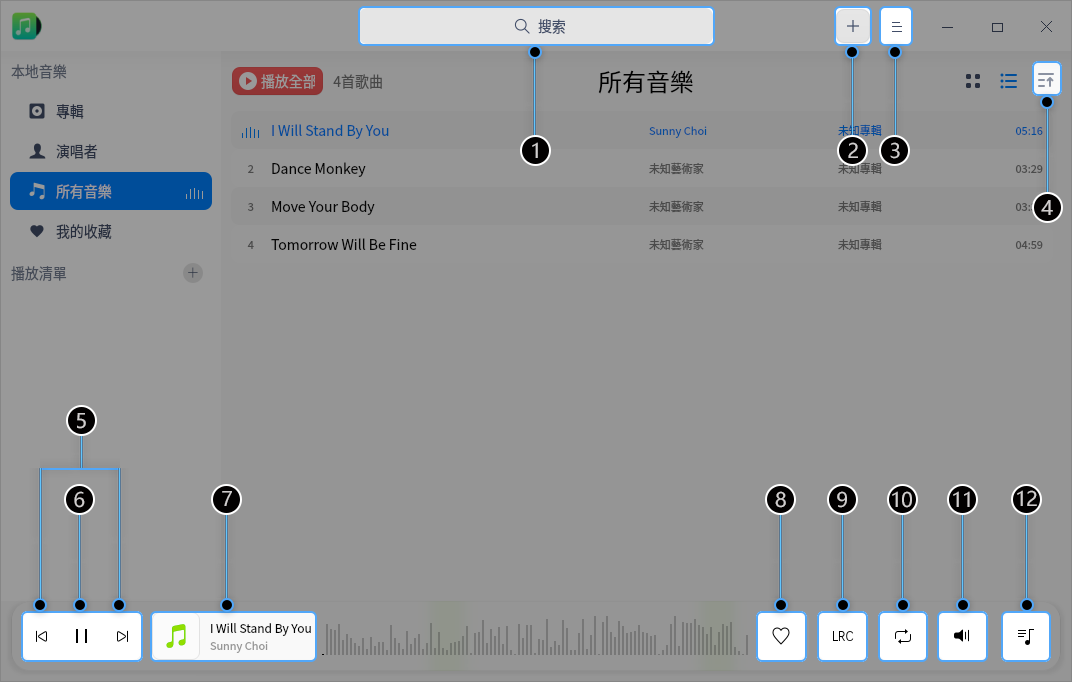 搜索
本地音樂
播放全部
4首歌曲
所有音樂
專輯
I Will Stand By You
Sunny Choi
未知專輯
05:16
1
2
3
演唱者
2
Dance Monkey
未知藝術家
未知專輯
03:29
所有音樂
3
Move Your Body
未知藝術家
未知專輯
03:
4
我的收藏
4
Tomorrow Will Be Fine
未知藝術家
未知專輯
04:59
播放清單
5
6
7
8
9
10
11
12
I Will Stand By You
Sunny Choi
LRC